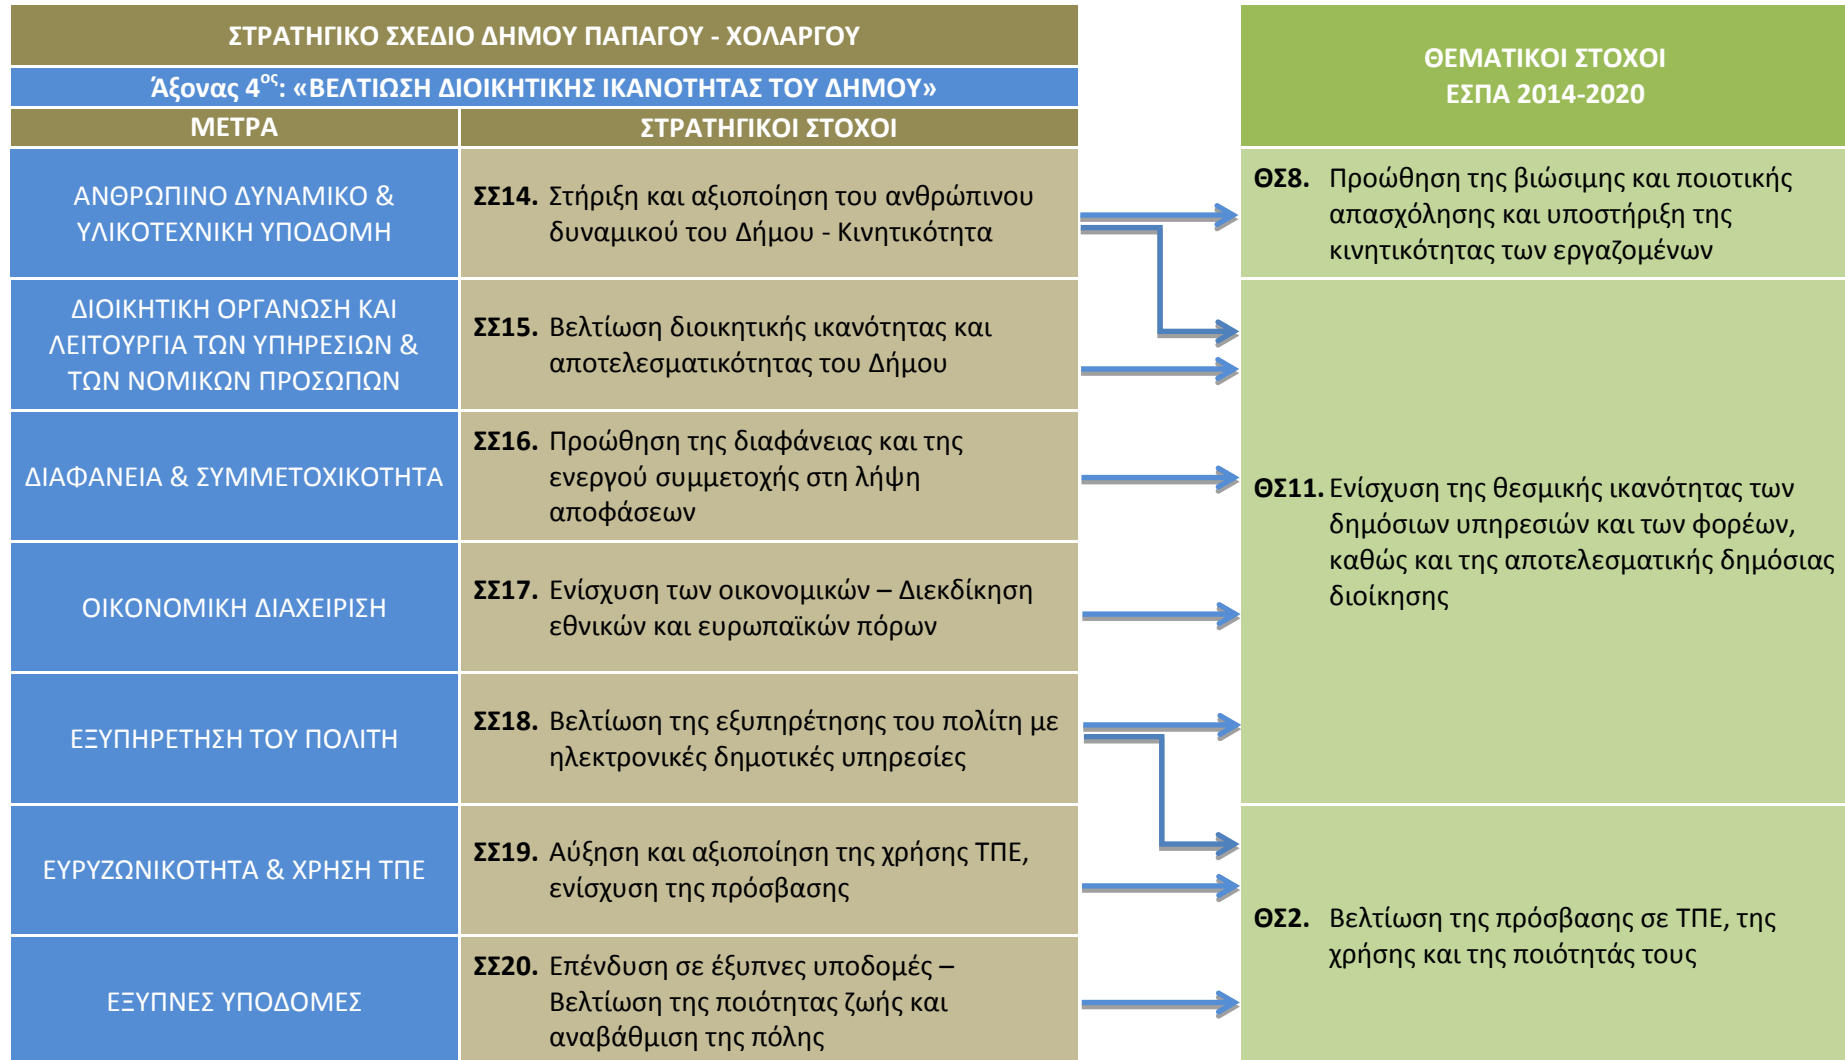 ΣΤΡΑΤΗΓΙΚΟ ΣΧΕΔΙΟ ΔΗΜΟΥ ΠΑΠΑΓΟΥ - ΧΟΛΑΡΓΟΥ
Άξονας 4ος: «ΒΕΛΤΙΩΣΗ ΔΙΟΙΚΗΤΙΚΗΣ ΙΚΑΝΟΤΗΤΑΣ ΤΟΥ ΔΗΜΟΥ»
ΜΕΤΡΑ
ΣΤΡΑΤΗΓΙΚΟΙ ΣΤΟΧΟΙ
ΘΕΜΑΤΙΚΟΙ ΣΤΟΧΟΙ
ΕΣΠΑ 2014-2020
ΑΝΘΡΩΠΙΝΟ ΔΥΝΑΜΙΚΟ &
ΥΛΙΚΟΤΕΧΝΙΚΗ ΥΠΟΔΟΜΗ
ΣΣ14. Στήριξη και αξιοποίηση του ανθρώπινου
δυναμικού του Δήμου - Κινητικότητα
ΘΣ8. Προώθηση της βιώσιμης και ποιοτικής
απασχόλησης και υποστήριξη της
κινητικότητας των εργαζομένων
ΔΙΟΙΚΗΤΙΚΗ ΟΡΓΑΝΩΣΗ ΚΑΙ
ΛΕΙΤΟΥΡΓΙΑ ΤΩΝ ΥΠΗΡΕΣΙΩΝ &
ΤΩΝ ΝΟΜΙΚΩΝ ΠΡΟΣΩΠΩΝ
ΣΣ15. Βελτίωση διοικητικής ικανότητας και
αποτελεσματικότητας του Δήμου
ΔΙΑΦΑΝΕΙΑ & ΣΥΜΜΕΤΟΧΙΚΟΤΗΤΑ
ΣΣ16. Προώθηση της διαφάνειας και της
ενεργού συμμετοχής στη λήψη
αποφάσεων
ΘΣ11. Ενίσχυση της θεσμικής ικανότητας των
δημόσιων υπηρεσιών και των φορέων,
καθώς και της αποτελεσματικής δημόσιας
διοίκησης
ΟΙΚΟΝΟΜΙΚΗ ΔΙΑΧΕΙΡΙΣΗ
ΣΣ17. Ενίσχυση των οικονομικών – Διεκδίκηση
εθνικών και ευρωπαϊκών πόρων
ΕΞΥΠΗΡΕΤΗΣΗ ΤΟΥ ΠΟΛΙΤΗ
ΣΣ18. Βελτίωση της εξυπηρέτησης του πολίτη με
ηλεκτρονικές δημοτικές υπηρεσίες
ΕΥΡΥΖΩΝΙΚΟΤΗΤΑ & ΧΡΗΣΗ ΤΠΕ
ΣΣ19. Αύξηση και αξιοποίηση της χρήσης ΤΠΕ,
ενίσχυση της πρόσβασης
ΘΣ2. Βελτίωση της πρόσβασης σε ΤΠΕ, της
χρήσης και της ποιότητάς τους
ΕΞΥΠΝΕΣ ΥΠΟΔΟΜΕΣ
ΣΣ20. Επένδυση σε έξυπνες υποδομές –
Βελτίωση της ποιότητας ζωής και
αναβάθμιση της πόλης